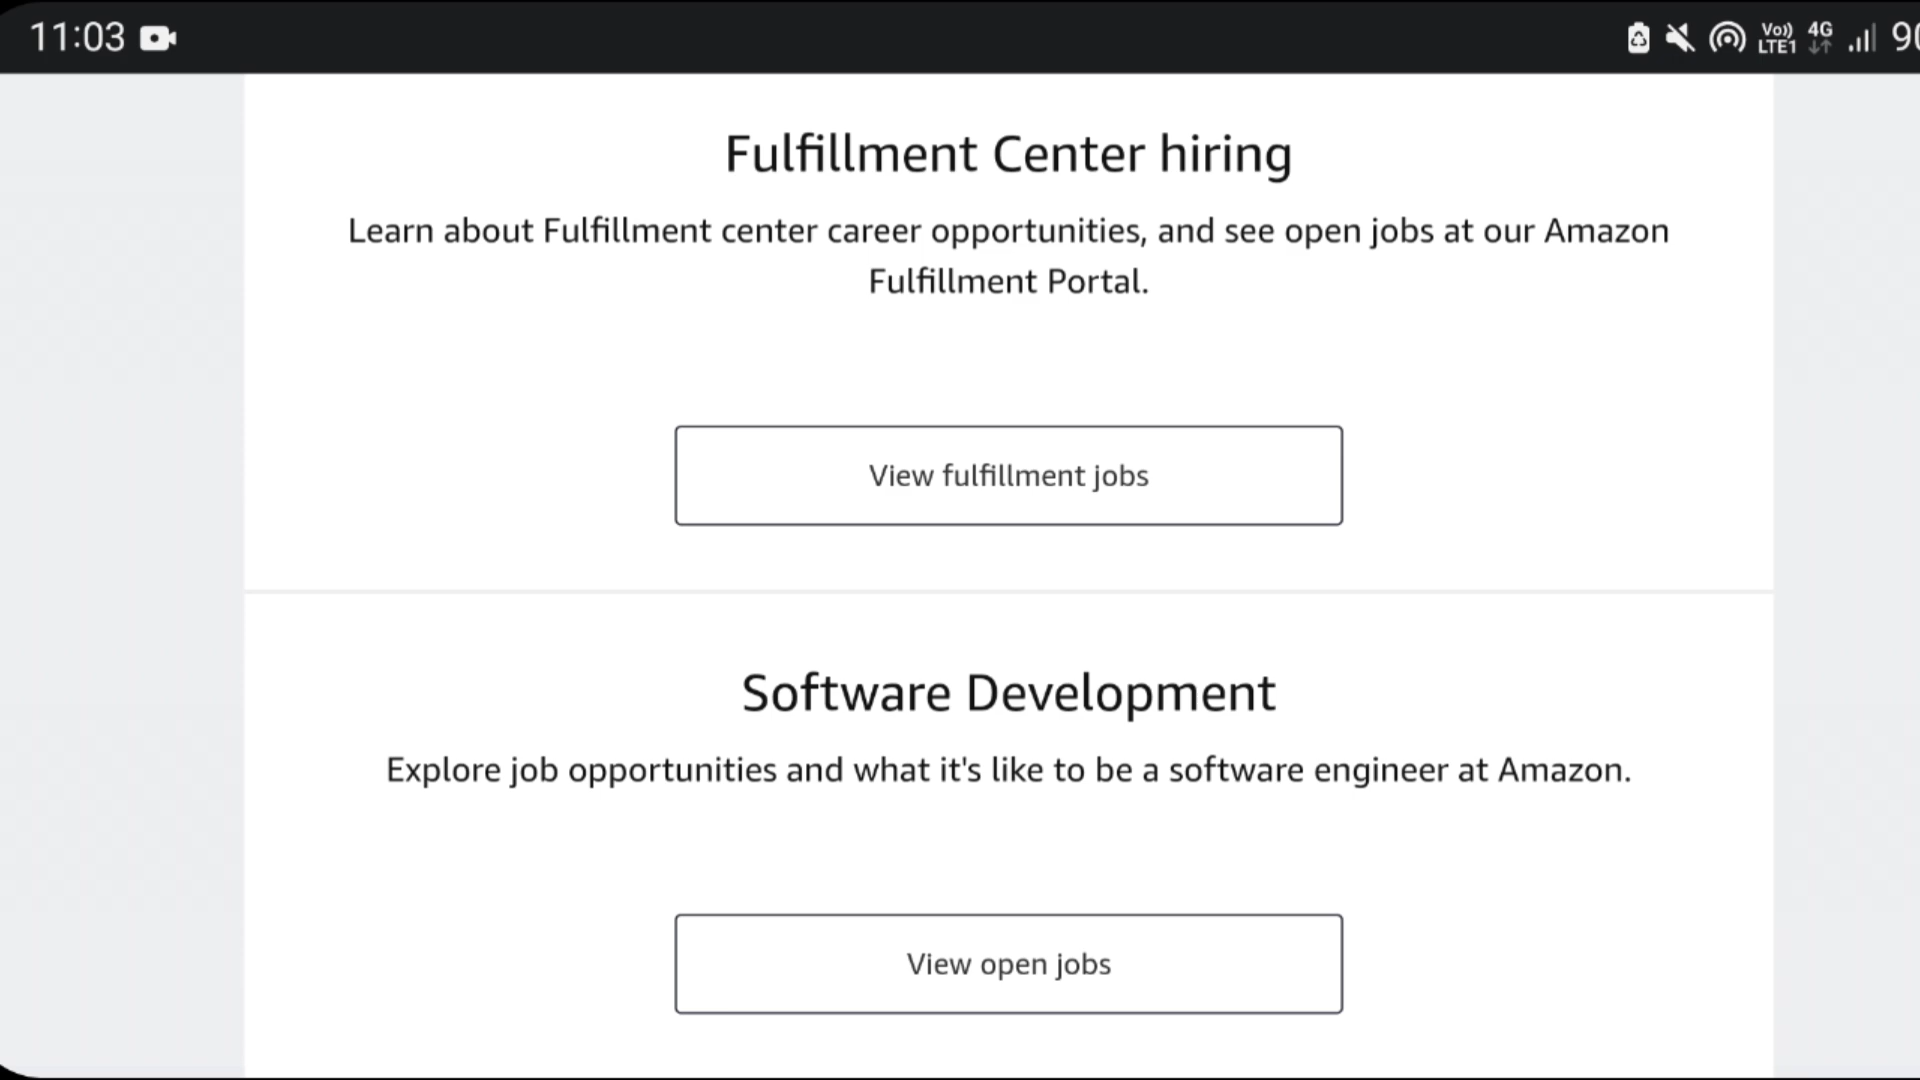 11:03
Vo)) LTE1 4G 90
Fulfillment Center hiring
Learn about Fulfillment center career opportunities, and see open jobs at our Amazon
Fulfillment Portal.
View fulfillment jobs
Software Development
Explore job opportunities and what it's like to be a software engineer at Amazon.
View open jobs